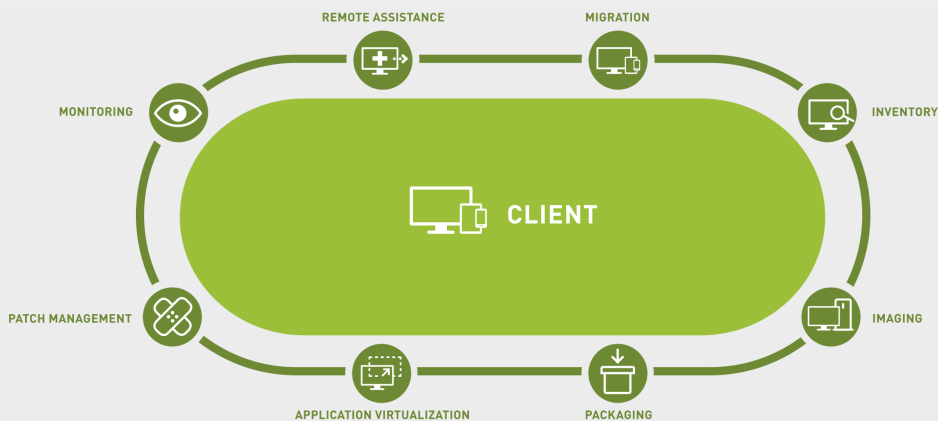 REMOTE ASSISTANCE
MIGRATION
MONITORING
INVENTORY
CLIENT
PATCH MANAGEMENT
IMAGING
APPLICATION VIRTUALIZATION
PACKAGING